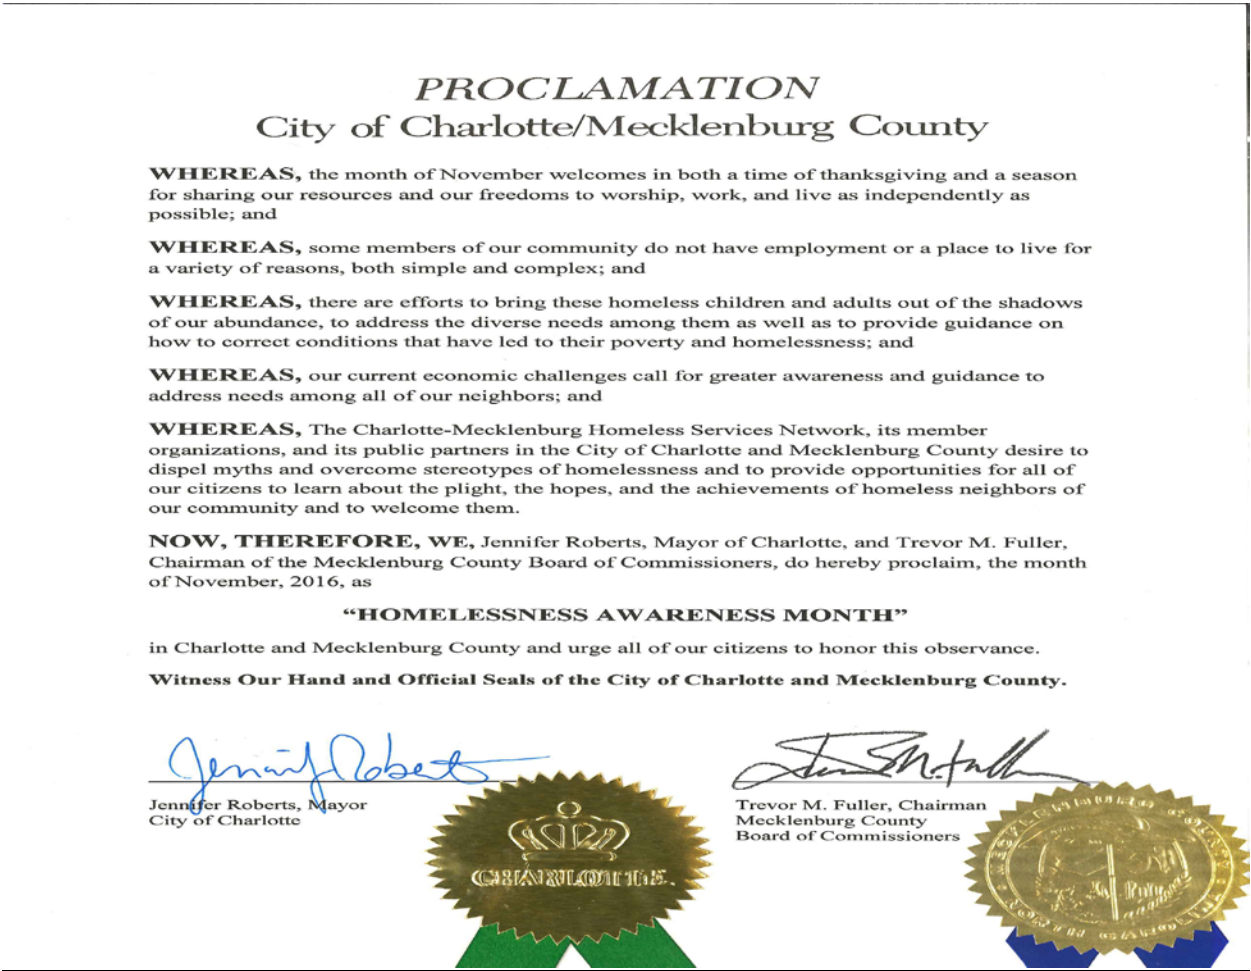 PROCLAMATION
City of Charlotte/Mecklenburg County
WHEREAS, the month of November welcomes in both a time of thanksgiving and a season
for sharing our resources and our freedoms to worship, work, and live as independently as
possible; and
WHEREAS, some members of our community do not have employment or a place to live for
a variety of reasons, both simple and complex; and
WHEREAS, there are efforts to bring these homeless children and adults out of the shadows
of our abundance, to address the diverse needs among them as well as to provide guidance on
how to correct conditions that have led to their poverty and homelessness; and
WHEREAS, our current economic challenges call for greater awareness and guidance to
address needs among all of our neighbors; and
WHEREAS, The Charlotte-Mecklenburg Homeless Services Network, its member
organizations, and its public partners in the City of Charlotte and Mecklenburg County desire to
dispel myths and overcome stereotypes of homelessness and to provide opportunities for all of
our citizens to learn about the plight, the hopes, and the achievements of homeless neighbors of
our community and to welcome them.
NOW, THEREFORE, WE, Jennifer Roberts, Mayor of Charlotte, and Trevor M. Fuller,
Chairman of the Mecklenburg County Board of Commissioners, do hereby proclaim, the month
of November, 2016, as
“HOMELESSNESS AWARENESS MONTH”
in Charlotte and Mecklenburg County and urge all of our citizens to honor this observance.
Witness Our Hand and Official Seals of the City of Charlotte and Mecklenburg County.
Jennifer Roberts
Jennifer Roberts, Mayor
City of Charlotte
CHARLOTTE
Trevor M. Fuller, Chairman
Mecklenburg County
Board of Commissioners
MECKLENBURG COUNTY